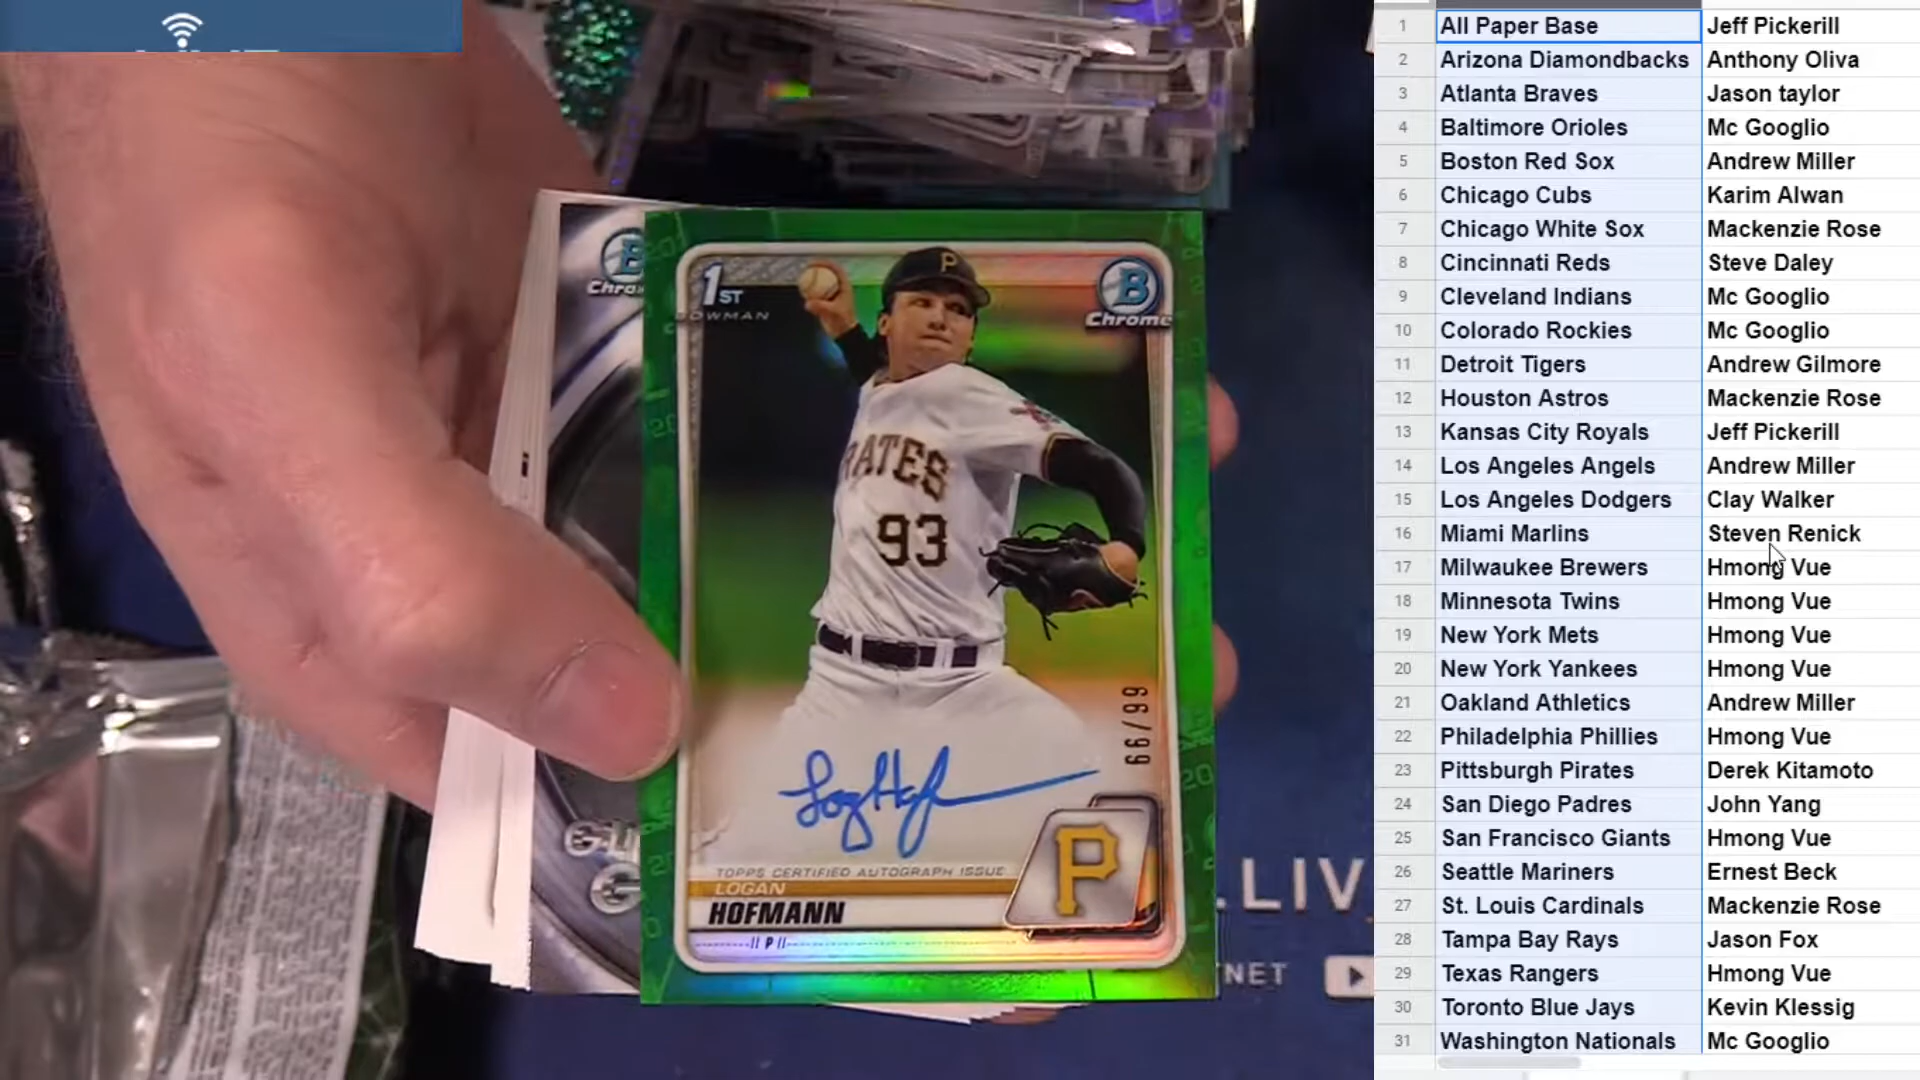 1ST
BOWMAN
B
Chrome
P
PIRATES
93
66/99
TOPPS CERTIFIED AUTOGRAPH ISSUE
LOGAN
HOFMANN
P
P
B
.LIV
NET
1 All Paper Base Jeff Pickerill
2 Arizona Diamondbacks Anthony Oliva
3 Atlanta Braves Jason taylor
4 Baltimore Orioles Mc Googlio
5 Boston Red Sox Andrew Miller
6 Chicago Cubs Karim Alwan
7 Chicago White Sox Mackenzie Rose
8 Cincinnati Reds Steve Daley
9 Cleveland Indians Mc Googlio
10 Colorado Rockies Mc Googlio
11 Detroit Tigers Andrew Gilmore
12 Houston Astros Mackenzie Rose
13 Kansas City Royals Jeff Pickerill
14 Los Angeles Angels Andrew Miller
15 Los Angeles Dodgers Clay Walker
16 Miami Marlins Steven Renick
17 Milwaukee Brewers Hmong Vue
18 Minnesota Twins Hmong Vue
19 New York Mets Hmong Vue
20 New York Yankees Hmong Vue
21 Oakland Athletics Andrew Miller
22 Philadelphia Phillies Hmong Vue
23 Pittsburgh Pirates Derek Kitamoto
24 San Diego Padres John Yang
25 San Francisco Giants Hmong Vue
26 Seattle Mariners Ernest Beck
27 St. Louis Cardinals Mackenzie Rose
28 Tampa Bay Rays Jason Fox
29 Texas Rangers Hmong Vue
30 Toronto Blue Jays Kevin Klessig
31 Washington Nationals Mc Googlio